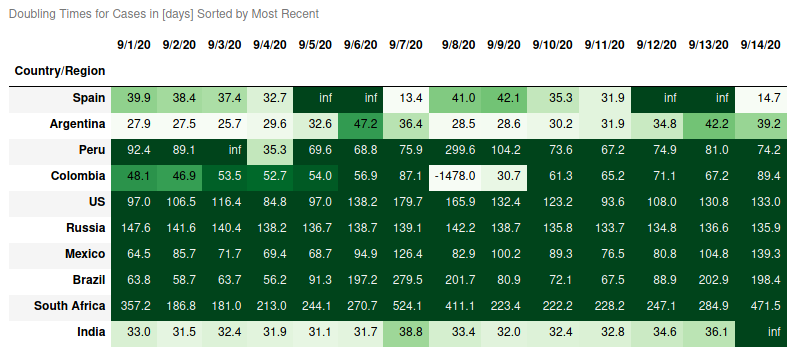 Doubling Times for Cases in [days] Sorted by Most Recent
9/1/20 9/2/20 9/3/20 9/4/20 9/5/20 9/6/20 9/7/20 9/8/20 9/9/20 9/10/20 9/11/20 9/12/20 9/13/20 9/14/20
Country/Region
Spain 39.9 38.4 37.4 32.7 inf inf 13.4 41.0 42.1 35.3 31.9 inf inf 14.7
Argentina 27.9 27.5 25.7 29.6 32.6 47.2 36.4 28.5 28.6 30.2 31.9 34.8 42.2 39.2
Peru 92.4 89.1 inf 35.3 69.6 68.8 75.9 299.6 104.2 73.6 67.2 74.9 81.0 74.2
Colombia 48.1 46.9 53.5 52.7 54.0 56.9 87.1 -1478.0 30.7 61.3 65.2 71.1 67.2 89.4
US 97.0 106.5 116.4 84.8 97.0 138.2 179.7 165.9 132.4 123.2 93.6 108.0 130.8 133.0
Russia 147.6 141.6 140.4 138.2 136.7 138.7 139.1 142.2 138.7 135.8 133.7 134.8 136.6 135.9
Mexico 64.5 85.7 71.7 69.4 68.7 94.9 126.4 82.9 100.2 89.3 76.5 80.8 104.8 139.3
Brazil 63.8 58.7 63.7 56.2 91.3 197.2 279.5 201.7 80.9 72.1 67.5 88.9 202.9 198.4
South Africa 357.2 186.8 181.0 213.0 244.1 270.7 524.1 411.1 223.4 222.2 228.2 247.1 284.9 471.5
India 33.0 31.5 32.4 31.9 31.1 31.7 38.8 33.4 32.0 32.4 32.8 34.6 36.1 inf